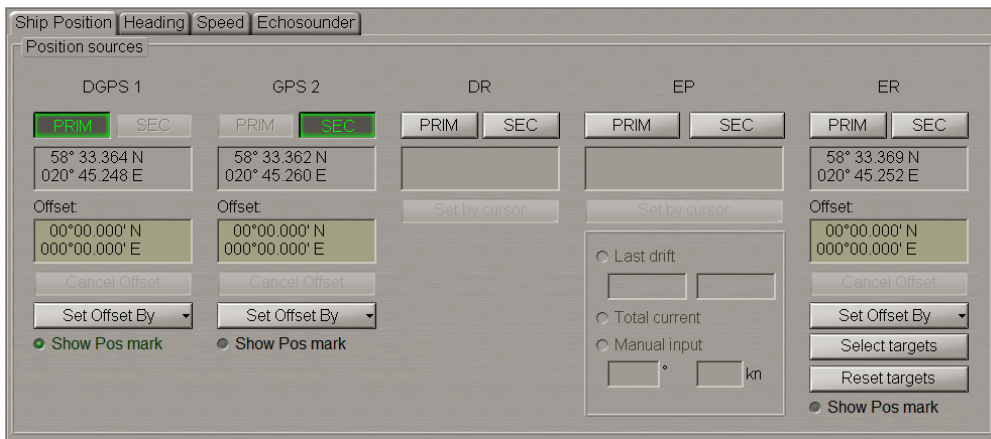 Ship Position Heading Speed Echosounder
Position sources
DGPS 1 GPS 2 DR EP ER
PRIM SEC PRIM SEC PRIM SEC PRIM SEC PRIM SEC
58° 33.364 N 58° 33.362 N 58° 33.369 N
020° 45.248 E 020° 45.260 E 020° 45.252 E
Set by cursor Set by cursor
Offset: Offset: Offset:
00°00.000' N 00°00.000' N 00°00.000' N
000°00.000' E 000°00.000' E 000°00.000' E
Last drift
Cancel Offset Cancel Offset Cancel Offset
Set Offset By Set Offset By Total current Set Offset By
Show Pos mark Show Pos mark Manual input Select targets
° kn Reset targets
Show Pos mark